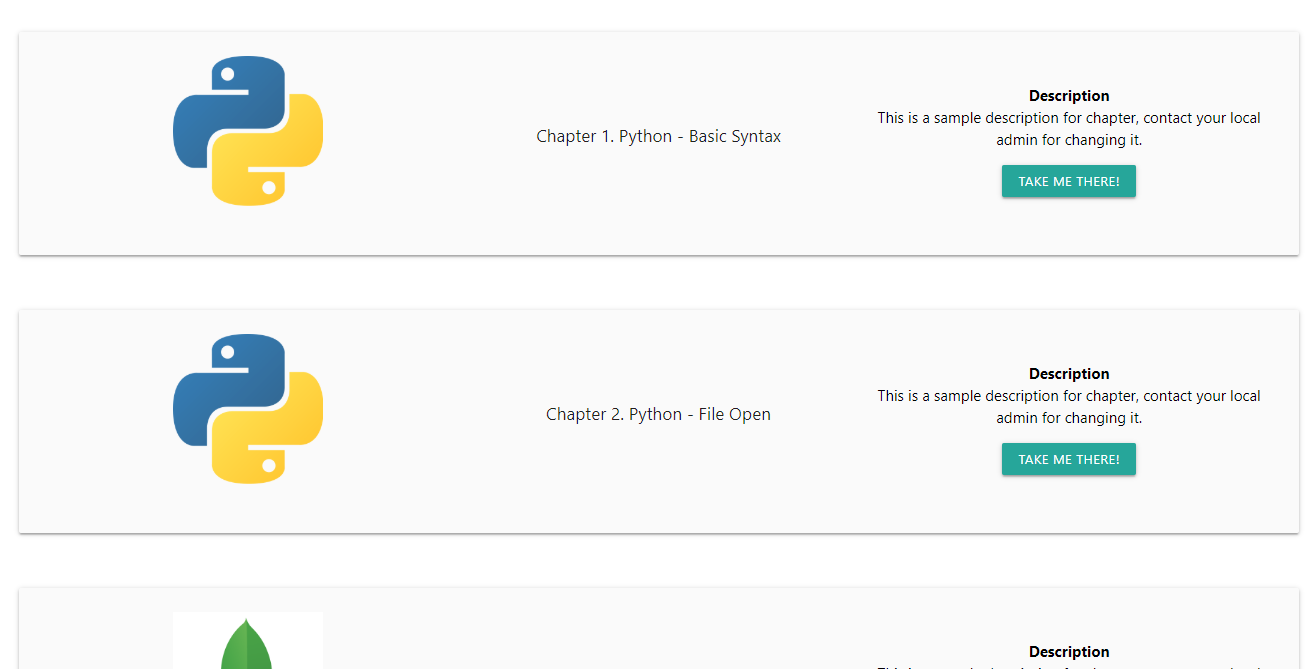 Chapter 1. Python - Basic Syntax
Description
This is a sample description for chapter, contact your local
admin for changing it.
TAKE ME THERE!
Chapter 2. Python - File Open
Description
This is a sample description for chapter, contact your local
admin for changing it.
TAKE ME THERE!
Description